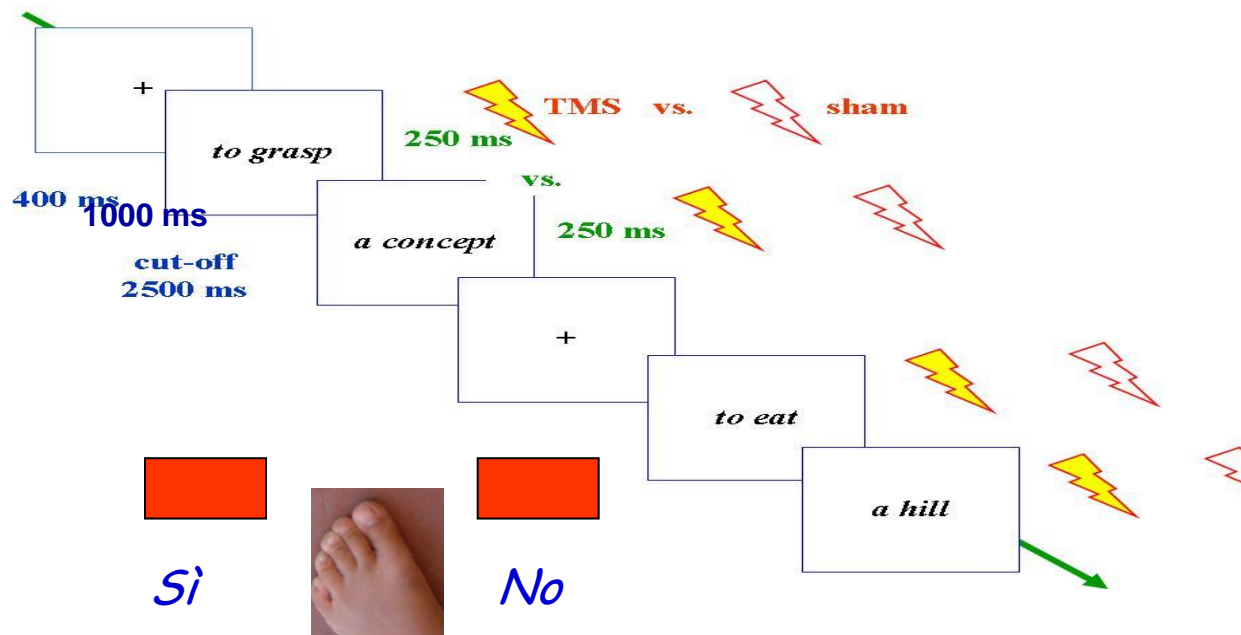 +
TMS vs. sham
250 ms
to grasp
vs.
400 ms
1000 ms
250 ms
a concept
cut-off
2500 ms
+
to eat
a hill
Sì
No